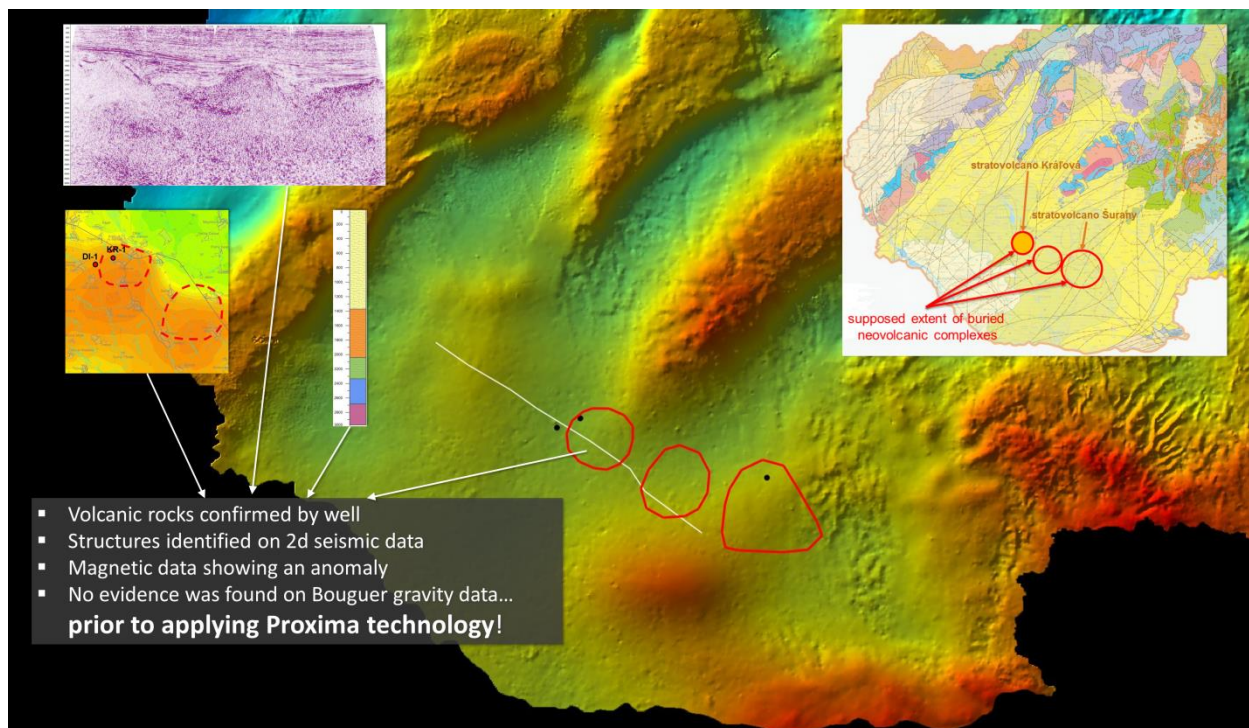 DI-1
KR-1
stratovolcano Kráľová
stratovolcano Šurany
supposed extent of buried
neovolcanic complexes
▪ Volcanic rocks confirmed by well
▪ Structures identified on 2d seismic data
▪ Magnetic data showing an anomaly
▪ No evidence was found on Bouguer gravity data…
prior to applying Proxima technology!